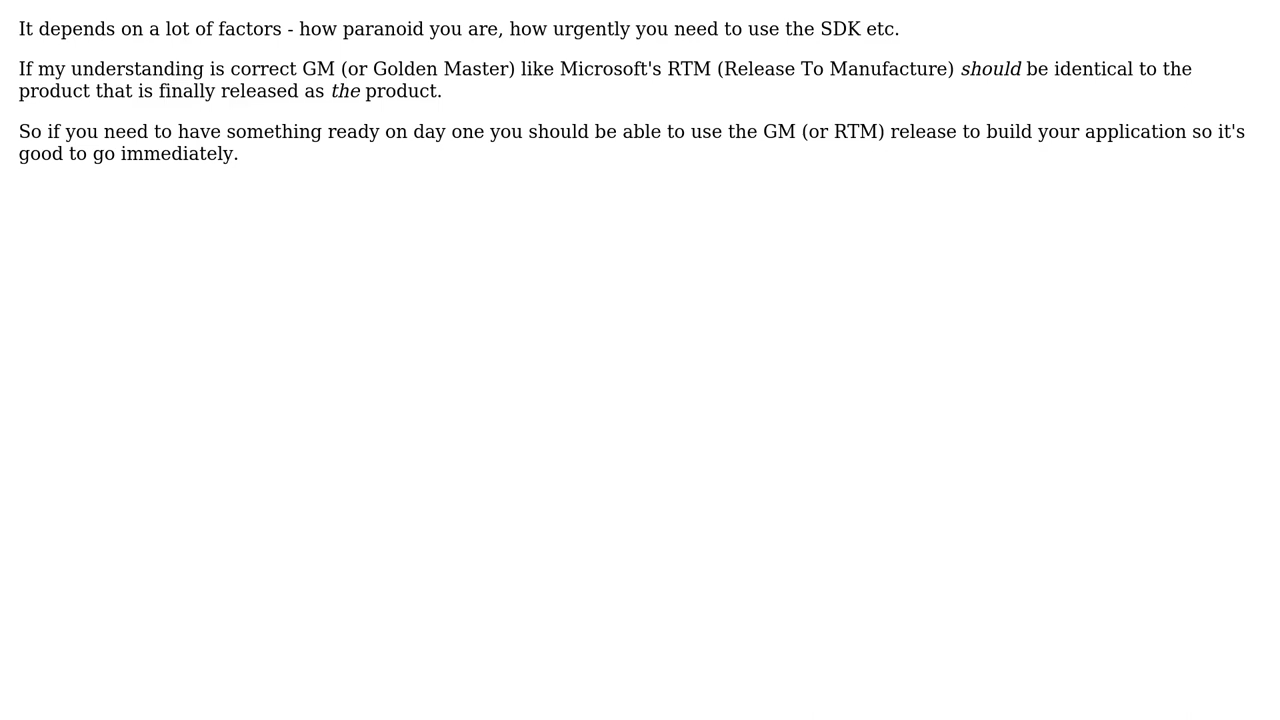 It depends on a lot of factors - how paranoid you are, how urgently you need to use the SDK etc.
If my understanding is correct GM (or Golden Master) like Microsoft's RTM (Release To Manufacture) should be identical to the
product that is finally released as the product.
So if you need to have something ready on day one you should be able to use the GM (or RTM) release to build your application so it's
good to go immediately.